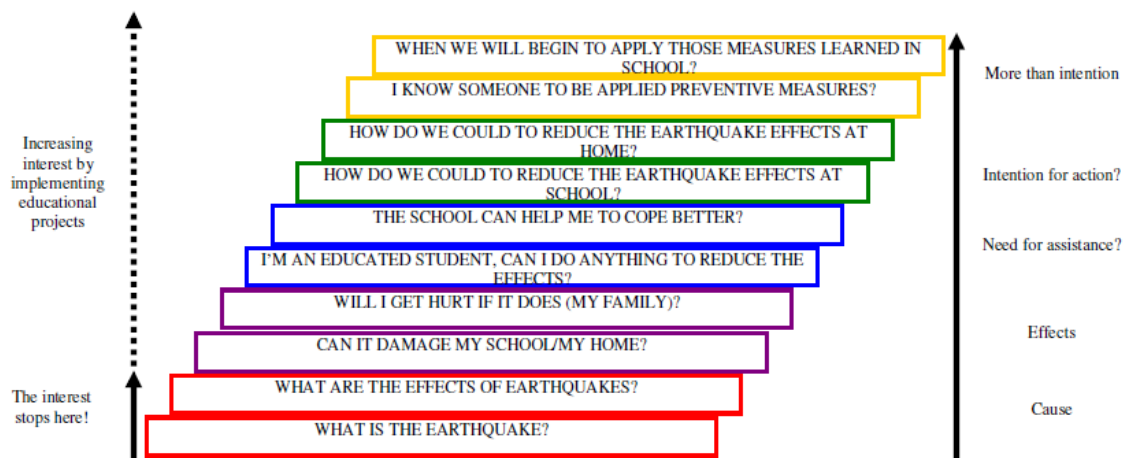 WHEN WE WILL BEGIN TO APPLY THOSE MEASURES LEARNED IN
SCHOOL?
I KNOW SOMEONE TO BE APPLIED PREVENTIVE MEASURES?
HOW DO WE COULD TO REDUCE THE EARTHQUAKE EFFECTS AT
HOME?
HOW DO WE COULD TO REDUCE THE EARTHQUAKE EFFECTS AT
SCHOOL?
THE SCHOOL CAN HELP ME TO COPE BETTER?
I'M AN EDUCATED STUDENT, CAN I DO ANYTHING TO REDUCE THE
EFFECTS?
WILL I GET HURT IF IT DOES (MY FAMILY)?
CAN IT DAMAGE MY SCHOOL/MY HOME?
WHAT ARE THE EFFECTS OF EARTHQUAKES?
WHAT IS THE EARTHQUAKE?
Increasing
interest by
implementing
educational
projects
The interest
stops here!
More than intention
Intention for action?
Need for assistance?
Effects
Cause